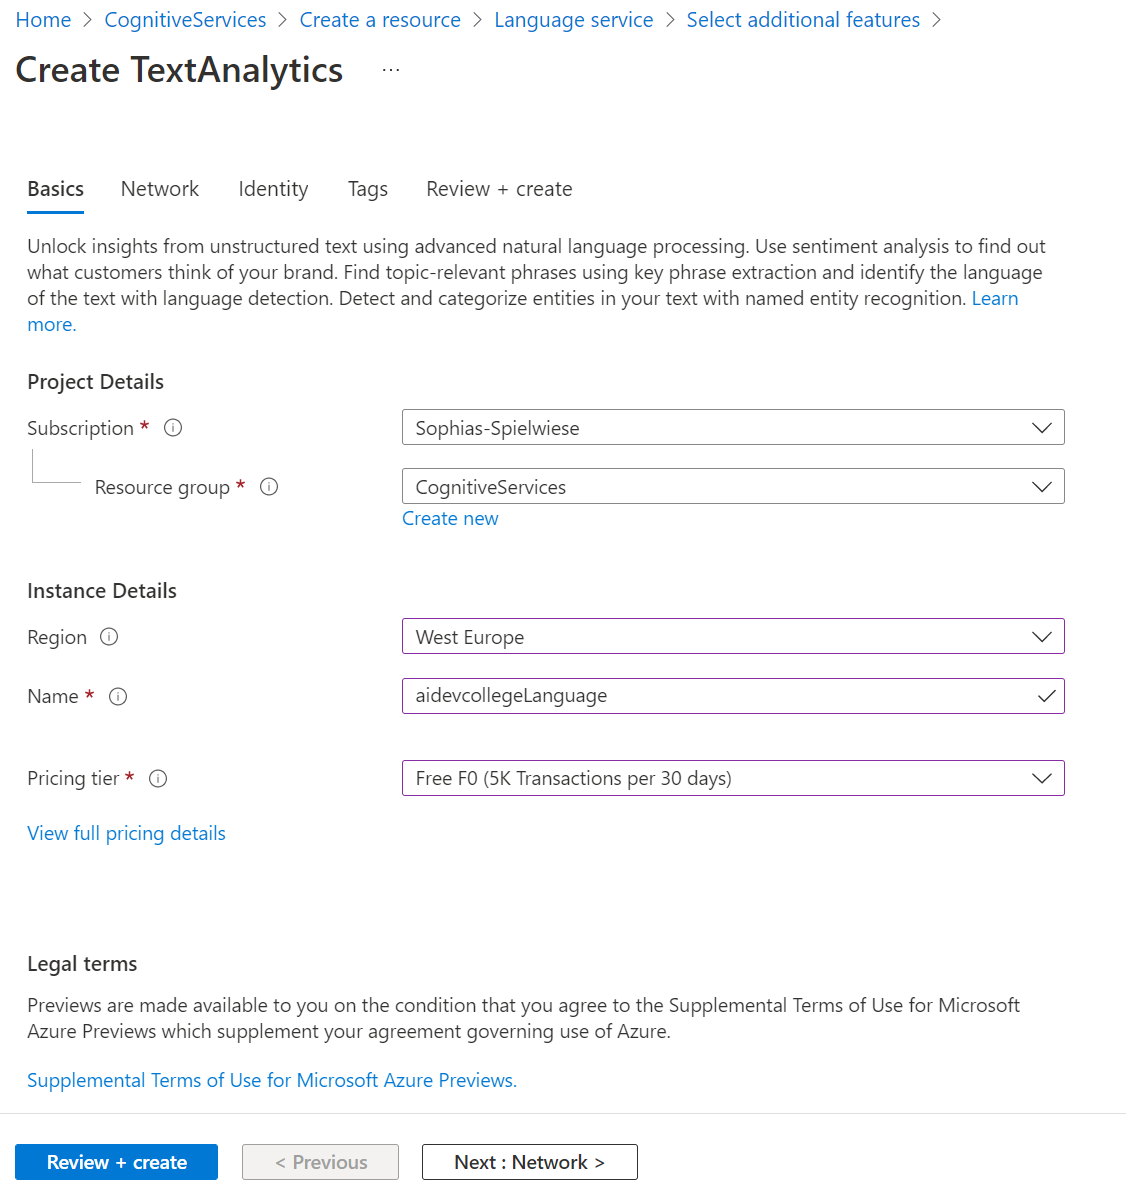 Home > CognitiveServices > Create a resource > Language service > Select additional features >
Create TextAnalytics ...
Basics Network Identity Tags Review + create
Unlock insights from unstructured text using advanced natural language processing. Use sentiment analysis to find out
what customers think of your brand. Find topic-relevant phrases using key phrase extraction and identify the language
of the text with language detection. Detect and categorize entities in your text with named entity recognition. Learn
more.
Project Details
Subscription * Sophias-Spielwiese
Resource group * CognitiveServices
Create new
Instance Details
Region West Europe
Name * aidevcollegeLanguage
Pricing tier * Free F0 (5K Transactions per 30 days)
View full pricing details
Legal terms
Previews are made available to you on the condition that you agree to the Supplemental Terms of Use for Microsoft
Azure Previews which supplement your agreement governing use of Azure.
Supplemental Terms of Use for Microsoft Azure Previews.
Review + create < Previous Next : Network >